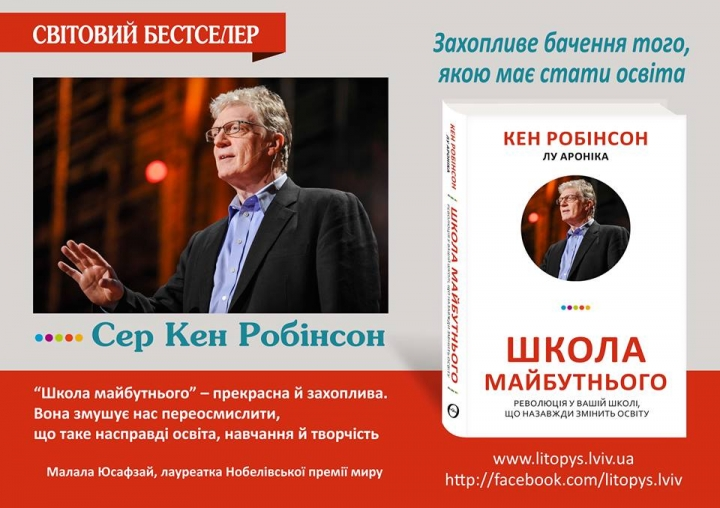 СВІТОВИЙ БЕСТСЕЛЕР
Захопливе бачення того,
якою має стати освіта
КЕН РОБІНСОН
ЛУ АРОНІКА
ШКОЛА
МАЙБУТНЬОГО
РЕВОЛЮЦІЯ У ВАШІЙ ШКОЛІ,
ЩО НАЗАВЖДИ ЗМІНИТЬ ОСВІТУ
КЕН РОБІНСОН
ЛУ АРОНІКА
ШКОЛА МАЙБУТНЬОГО
Сер Кен Робінсон
“Школа майбутнього” – прекрасна й захоплива.
Вона змушує нас переосмислити,
що таке насправді освіта, навчання й творчість
Малала Юсафзай, лауреатка Нобелівської премії миру
www.litopys.lviv.ua
http://facebook.com/litopys.lviv